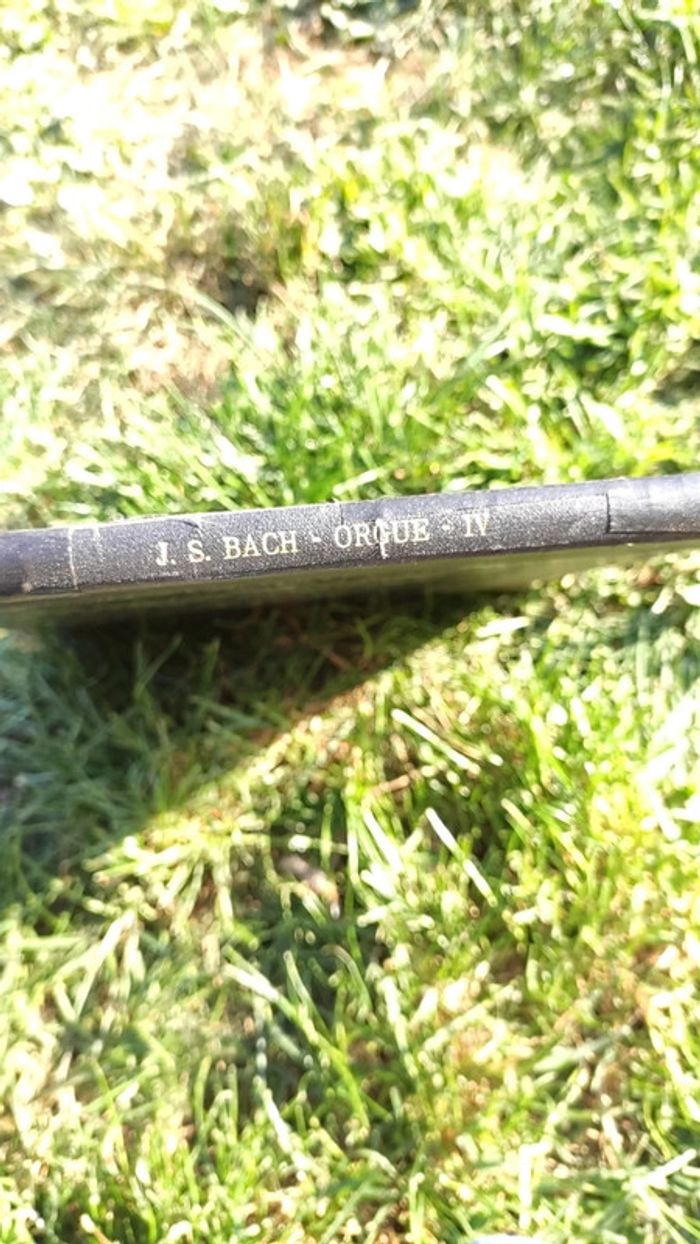 J. S. BACH - ORGUE - IV